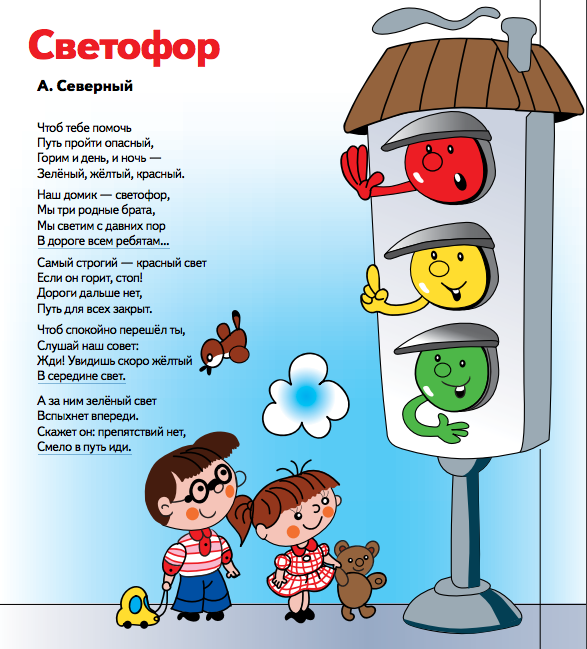 Светофор
А. Северный
Чтоб тебе помочь
Путь пройти опасный,
Горим и день, и ночь —
Зелёный, жёлтый, красный.
Наш домик — светофор,
Мы три родные брата,
Мы светим с давних пор
В дороге всем ребятам...
Самый строгий — красный свет
Если он горит, стоп!
Дороги дальше нет,
Путь для всех закрыт.
Чтоб спокойно перешёл ты,
Слушай наш совет:
Жди! Увидишь скоро жёлтый
В середине свет.
А за ним зелёный свет
Вспыхнет впереди.
Скажет он: препятствий нет,
Смело в путь иди.